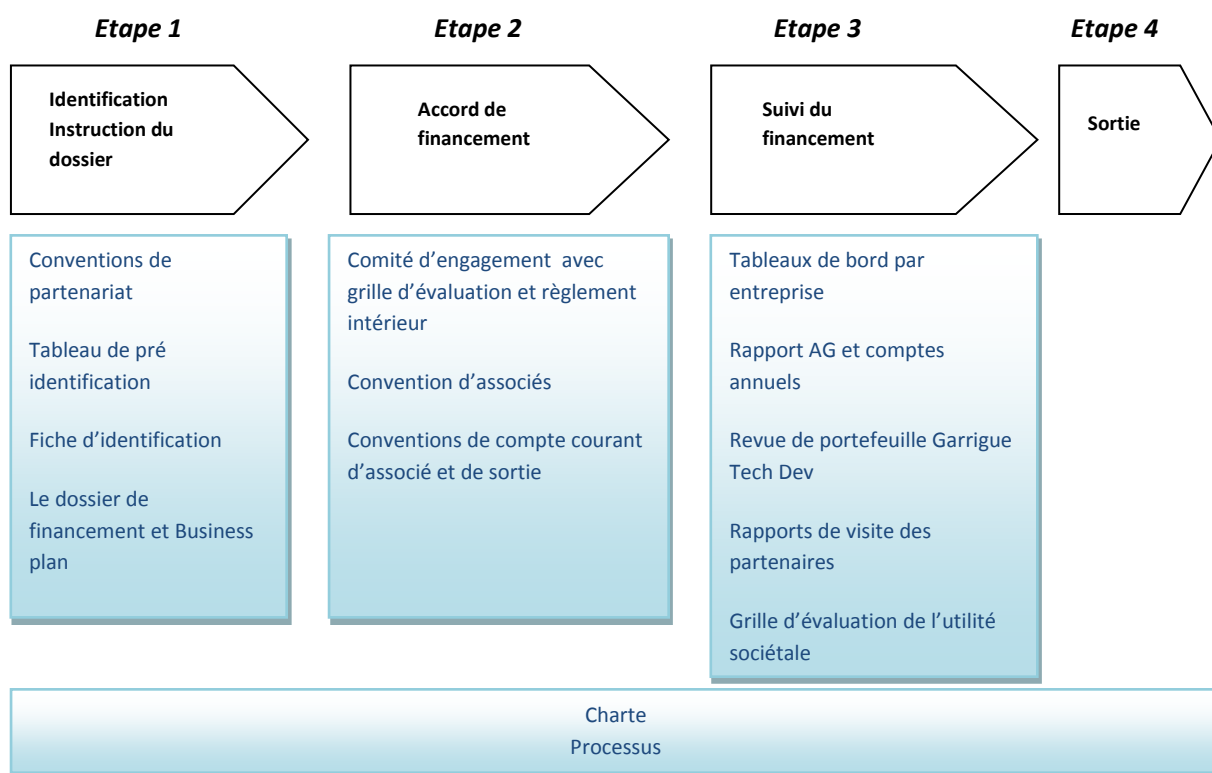 Etape 1
Etape 2
Etape 3
Etape 4
Identification
Instruction du
dossier
Accord de
financement
Suivi du
financement
Sortie
Conventions de
partenariat
Tableau de pré
identification
Fiche d’identification
Le dossier de
financement et Business
plan
Comité d’engagement  avec
grille d’évaluation et règlement
intérieur
Convention d’associés
Conventions de compte courant
d’associé et de sortie
Tableaux de bord par
entreprise
Rapport AG et comptes
annuels
Revue de portefeuille Garrigue
Tech Dev
Rapports de visite des
partenaires
Grille d’évaluation de l’utilité
sociétale
Charte
Processus